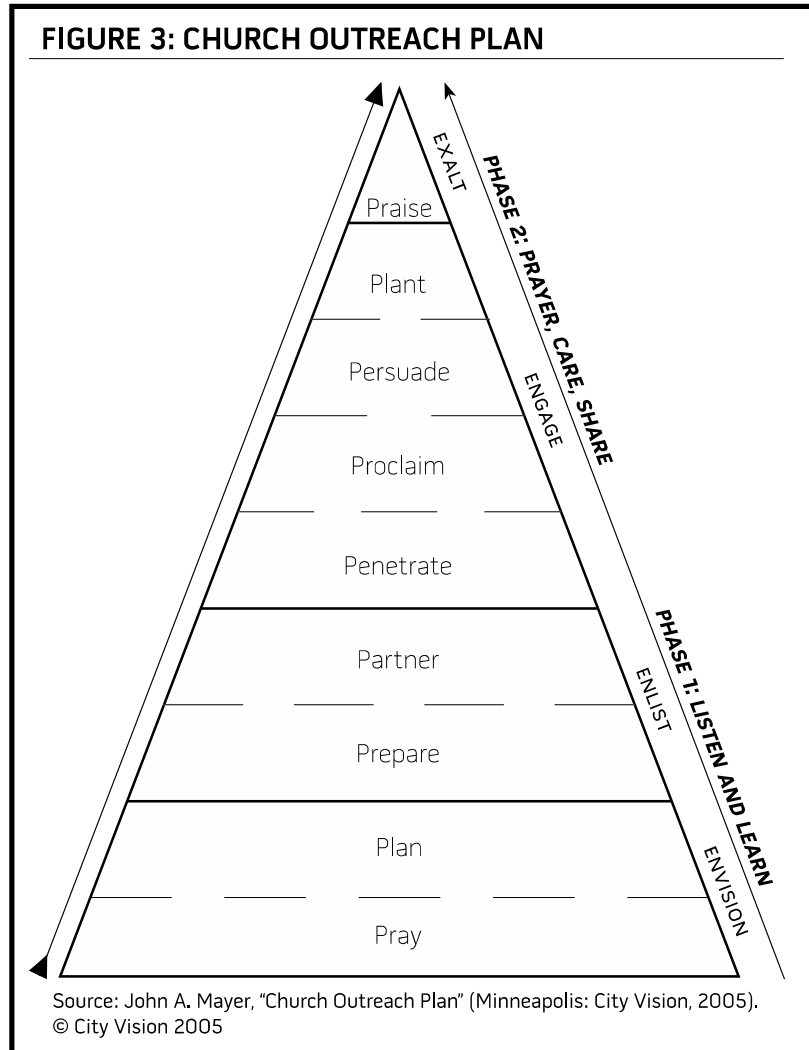 FIGURE 3: CHURCH OUTREACH PLAN
Praise
Plant
Persuade
Proclaim
Penetrate
Partner
Prepare
Plan
Pray
EXALT
ENGAGE
ENLIST
ENVISION
PHASE 2: PRAYER, CARE, SHARE
PHASE 1: LISTEN AND LEARN
Source: John A. Mayer, “Church Outreach Plan” (Minneapolis: City Vision, 2005).
© City Vision 2005